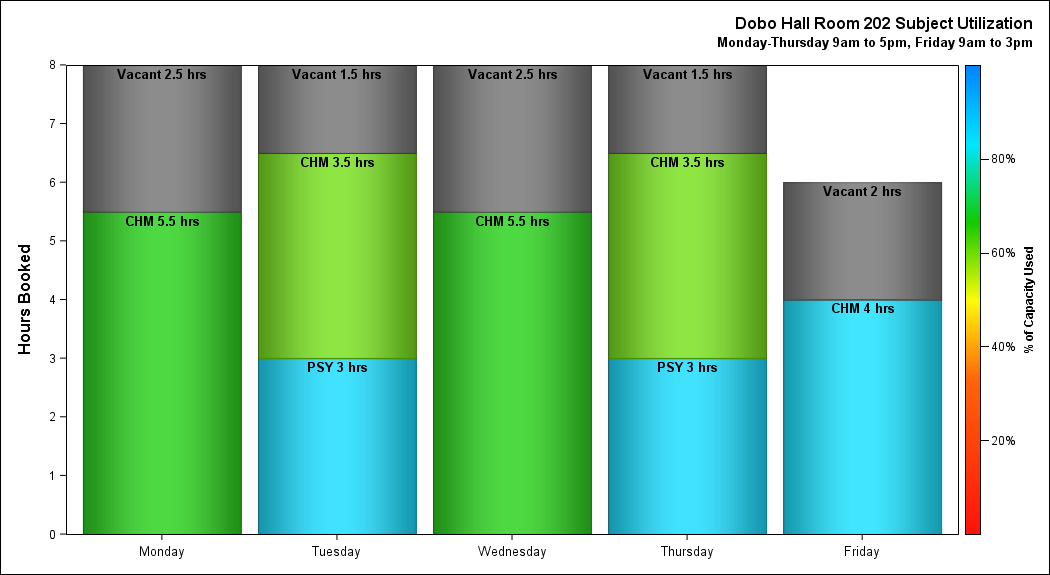 Dobo Hall Room 202 Subject Utilization
Monday-Thursday 9am to 5pm, Friday 9am to 3pm
Hours Booked
8
7
6
5
4
3
2
1
0
Vacant 2.5 hrs
CHM 5.5 hrs
Vacant 1.5 hrs
CHM 3.5 hrs
PSY 3 hrs
Vacant 2.5 hrs
CHM 5.5 hrs
Vacant 1.5 hrs
CHM 3.5 hrs
PSY 3 hrs
Vacant 2 hrs
CHM 4 hrs
Monday
Tuesday
Wednesday
Thursday
Friday
80%
60%
40%
20%
% of Capacity Used